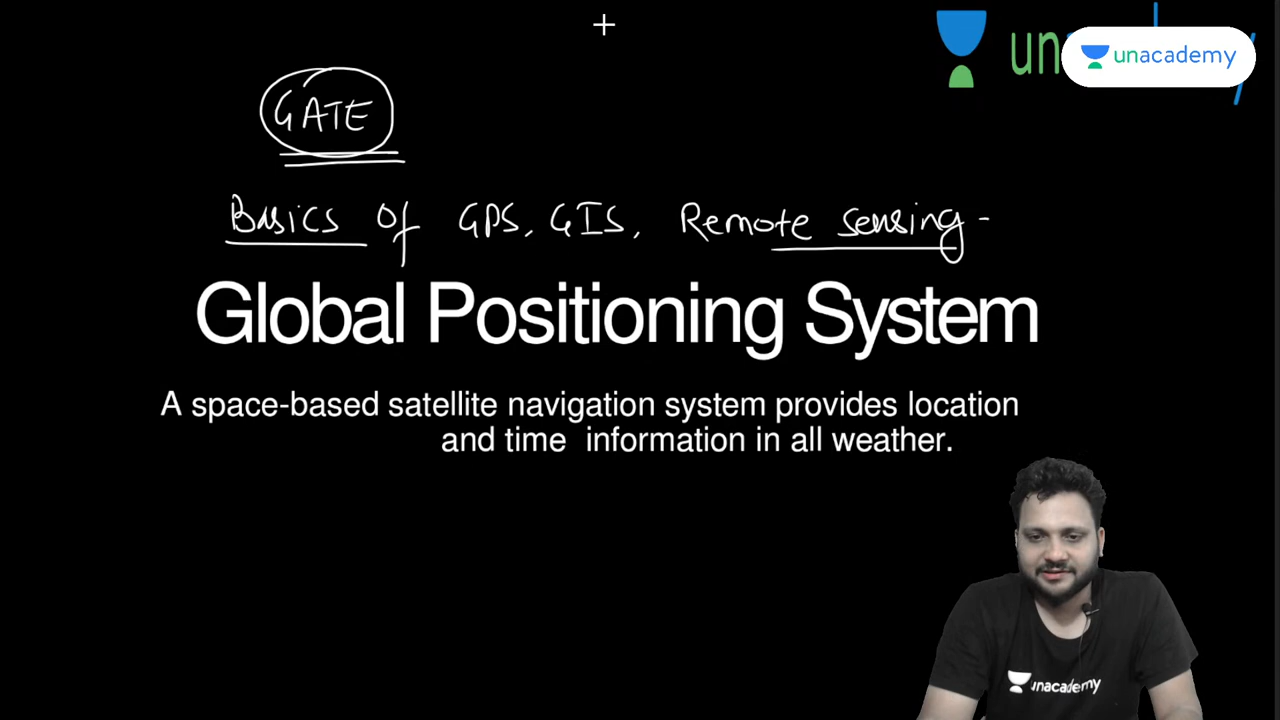 unacademy
GATE
Basics Of GPS, GIS, Remote sensing -
Global Positioning System
A space-based satellite navigation system provides location
and time information in all weather.
unacademy